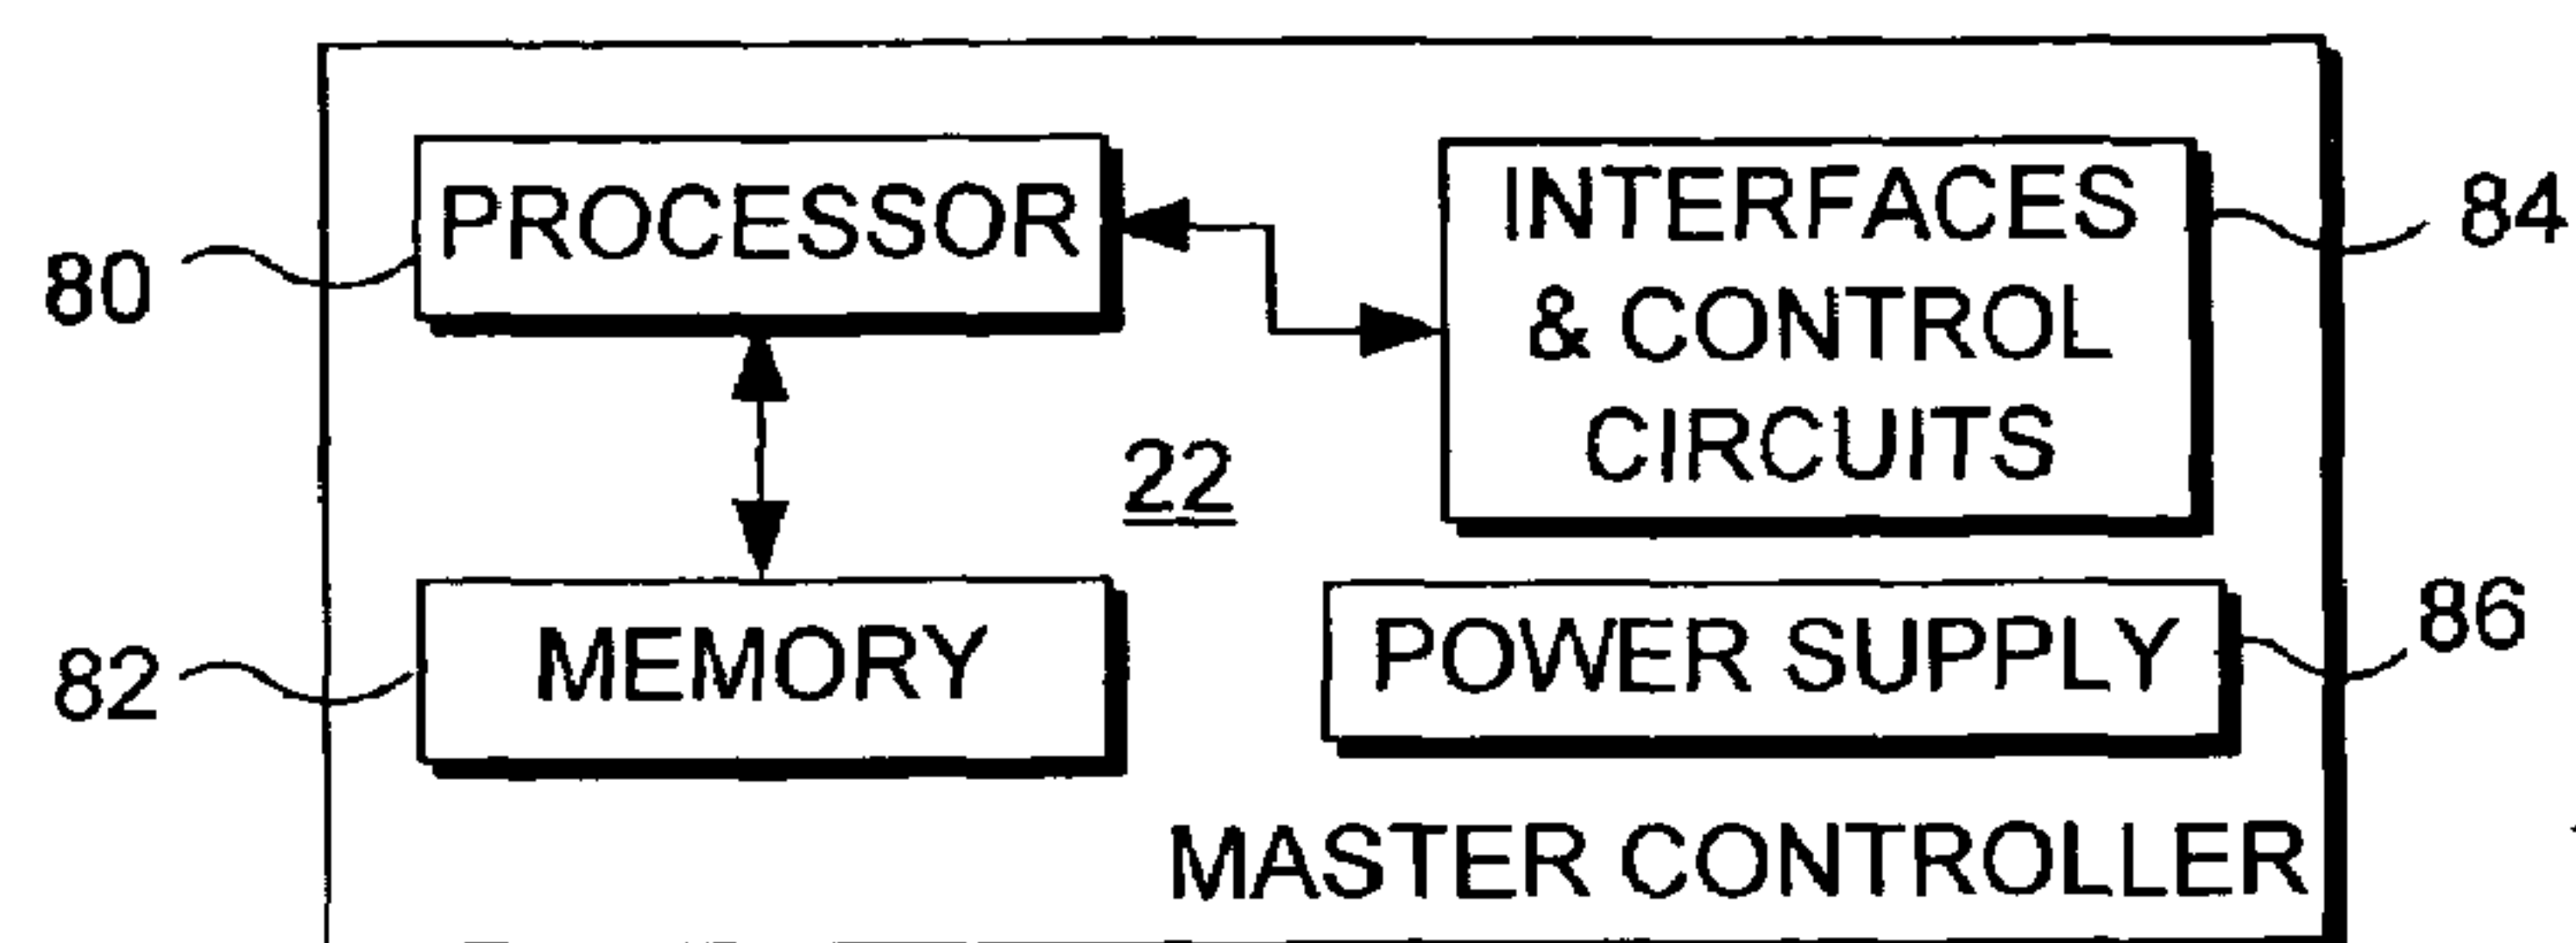 PROCESSOR
INTERFACES
& CONTROL
CIRCUITS
84
80
22
MEMORY
82
POWER SUPPLY
86
MASTER CONTROLLER